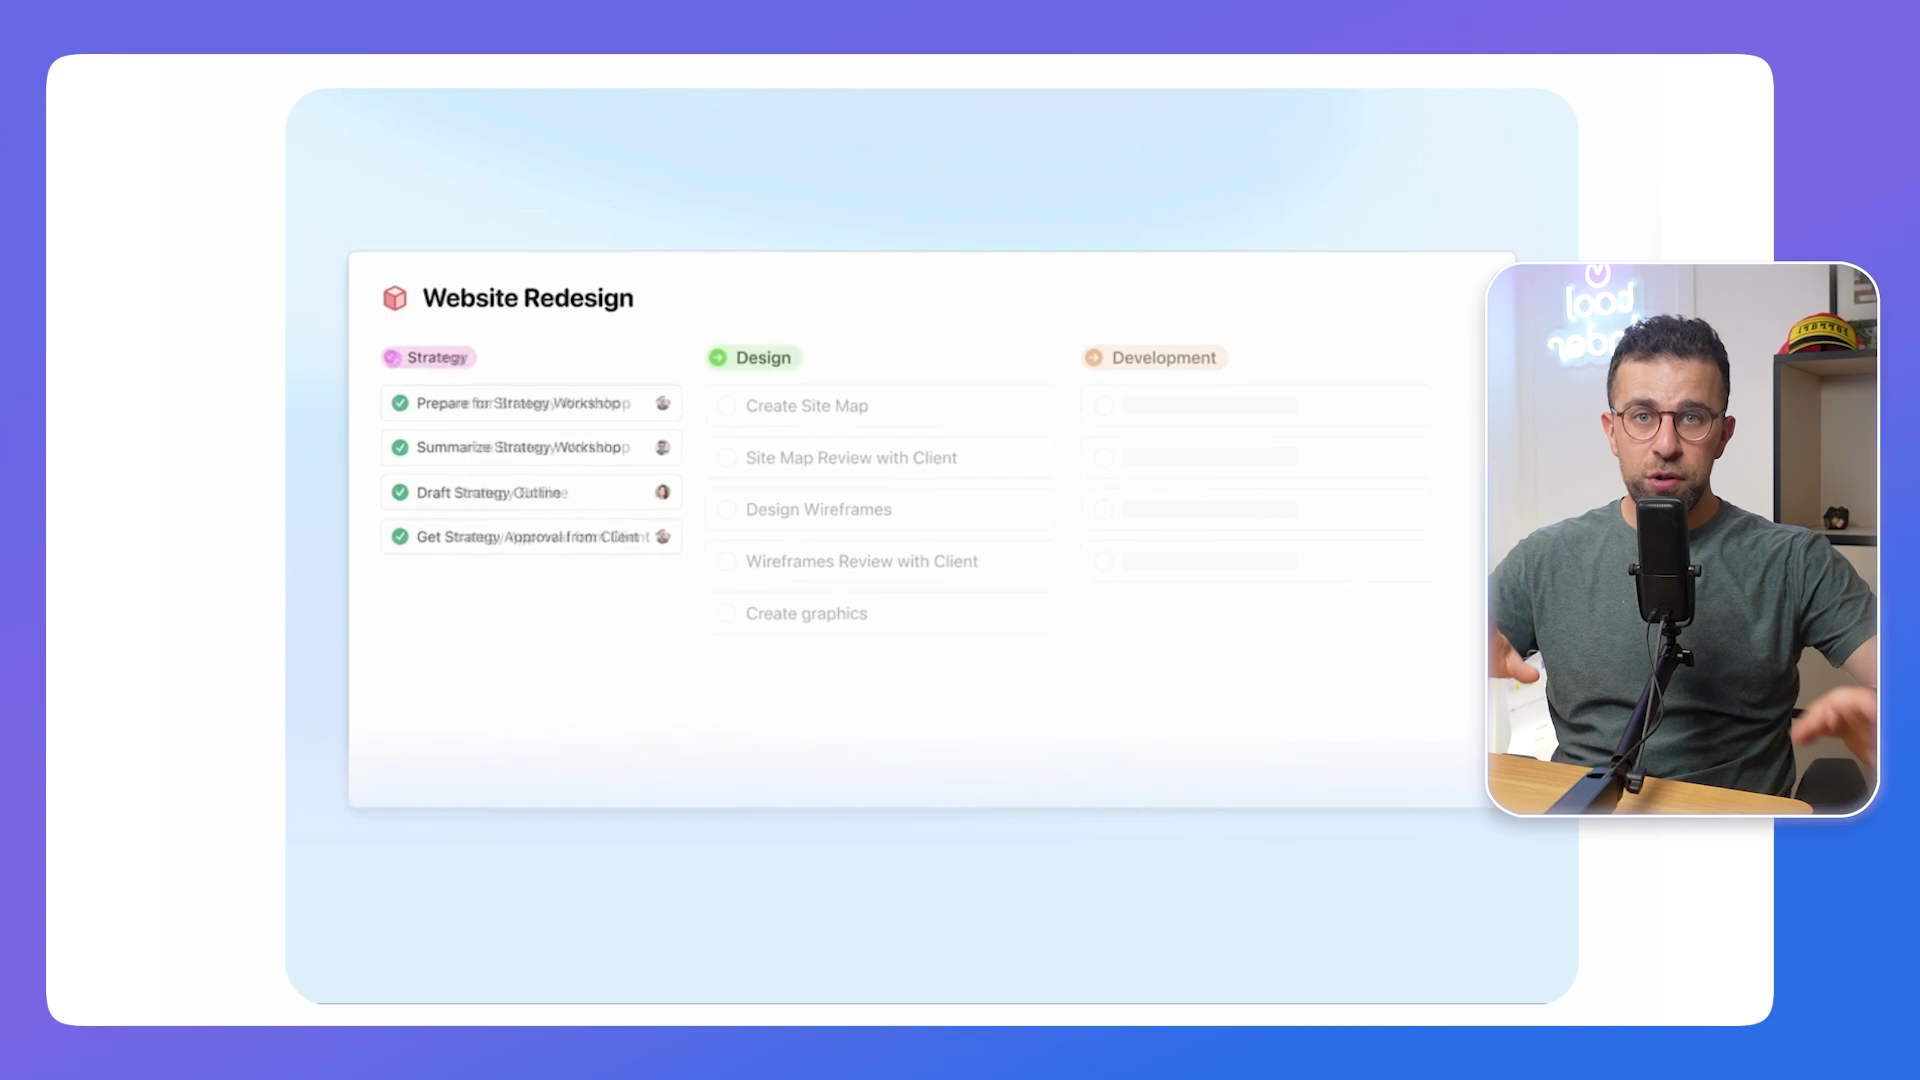 Website Redesign
Strategy
Prepare for Strategy Workshop
Summarize Strategy Workshop
Draft Strategy Outline
Get Strategy Approval from Client
Design
Create Site Map
Site Map Review with Client
Design Wireframes
Wireframes Review with Client
Create graphics
Development